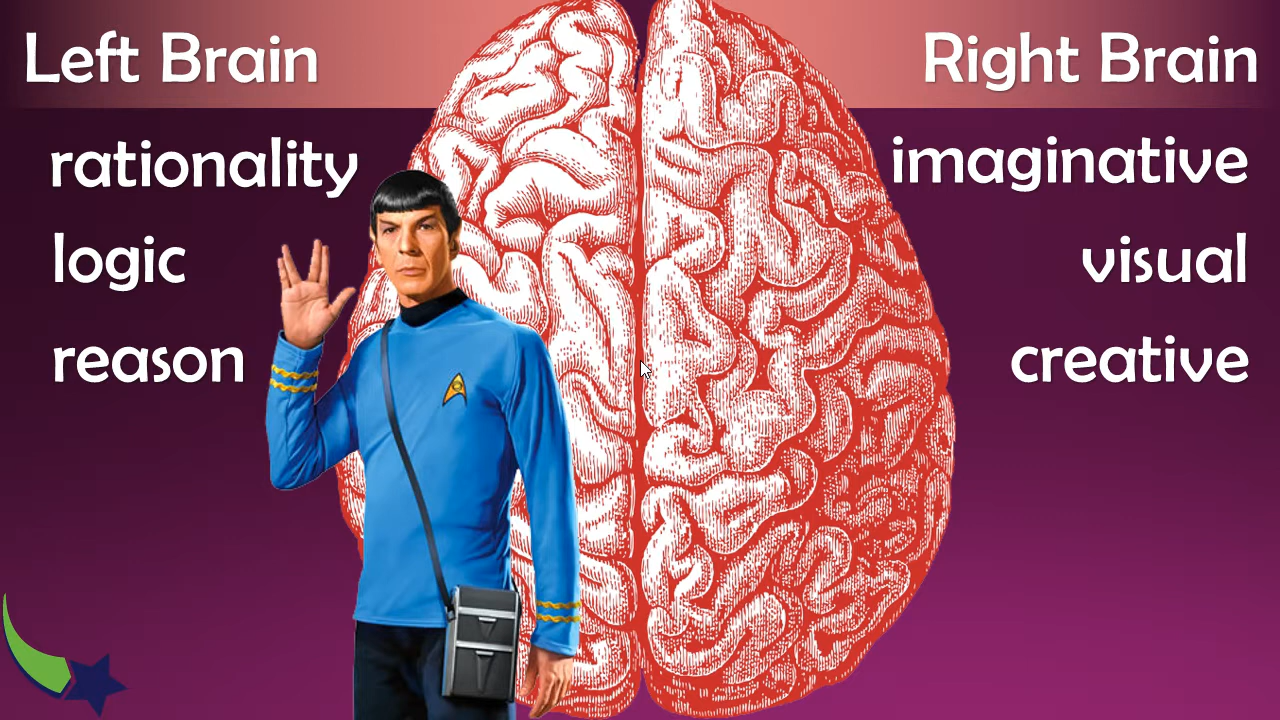 Left Brain
rationality
logic
reason
Right Brain
imaginative
visual
creative